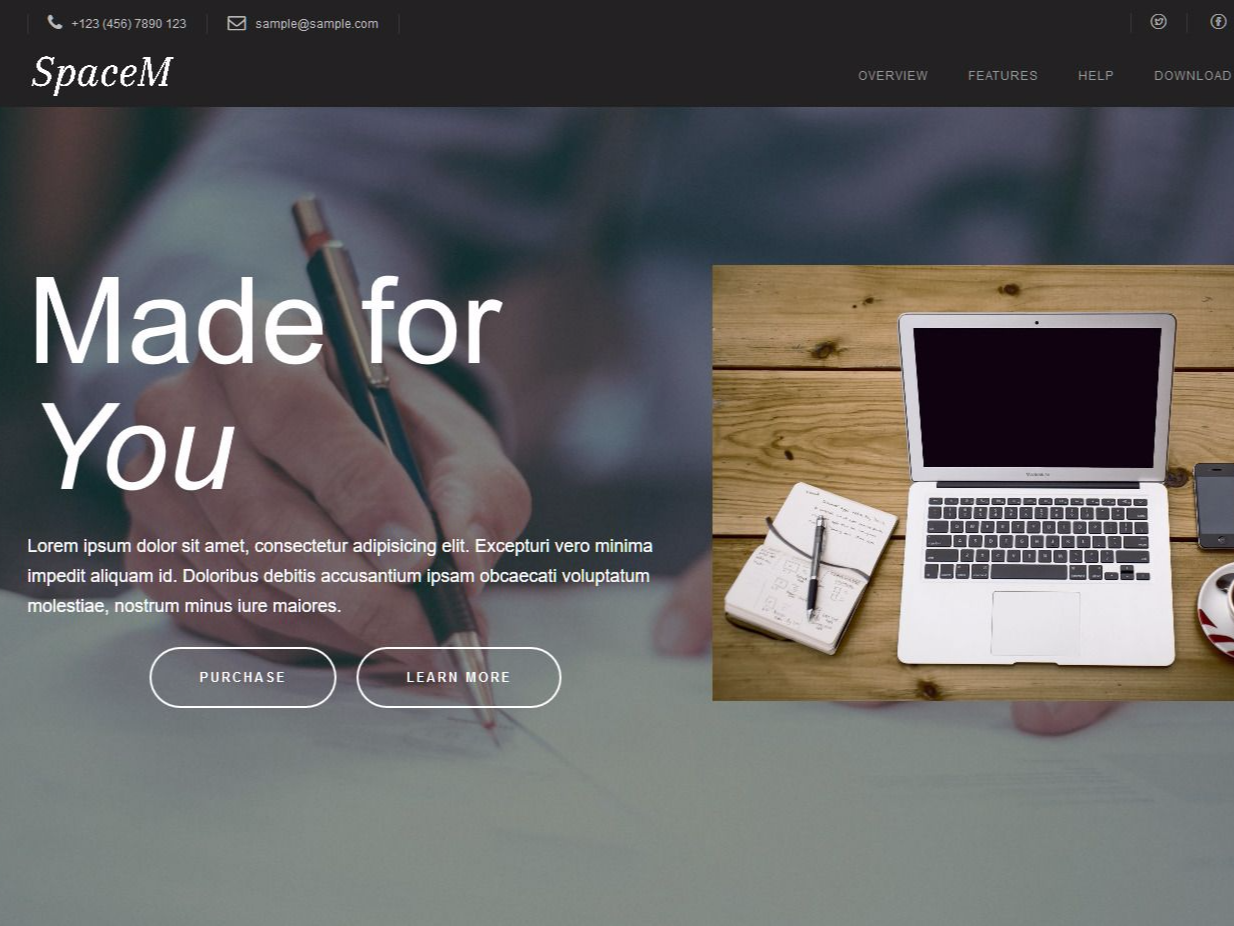 +123 (456) 7890 123
sample@sample.com
SpaceM
OVERVIEW FEATURES HELP DOWNLOAD
Made for
You
Lorem ipsum dolor sit amet, consectetur adipisicing elit. Excepturi vero minima
impedit aliquam id. Doloribus debitis accusantium ipsam obcaecati voluptatum
molestiae, nostrum minus iure maiores.
PURCHASE LEARN MORE